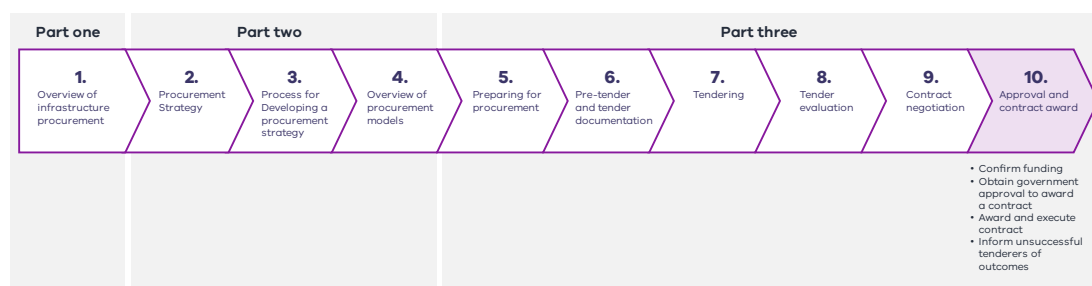 Part one
Part two
Part three
1.
Overview of
infrastructure
procurement
2.
Procurement
Strategy
3.
Process for
Developing a
procurement
strategy
4.
Overview of
procurement
models
5.
Preparing for
procurement
6.
Pre-tender
and tender
documentation
7.
Tendering
8.
Tender
evaluation
9.
Contract
negotiation
10.
Approval and
contract award
• Confirm funding
• Obtain government
approval to award
a contract
• Award and execute
contract
• Inform unsuccessful
tenderers of
outcomes